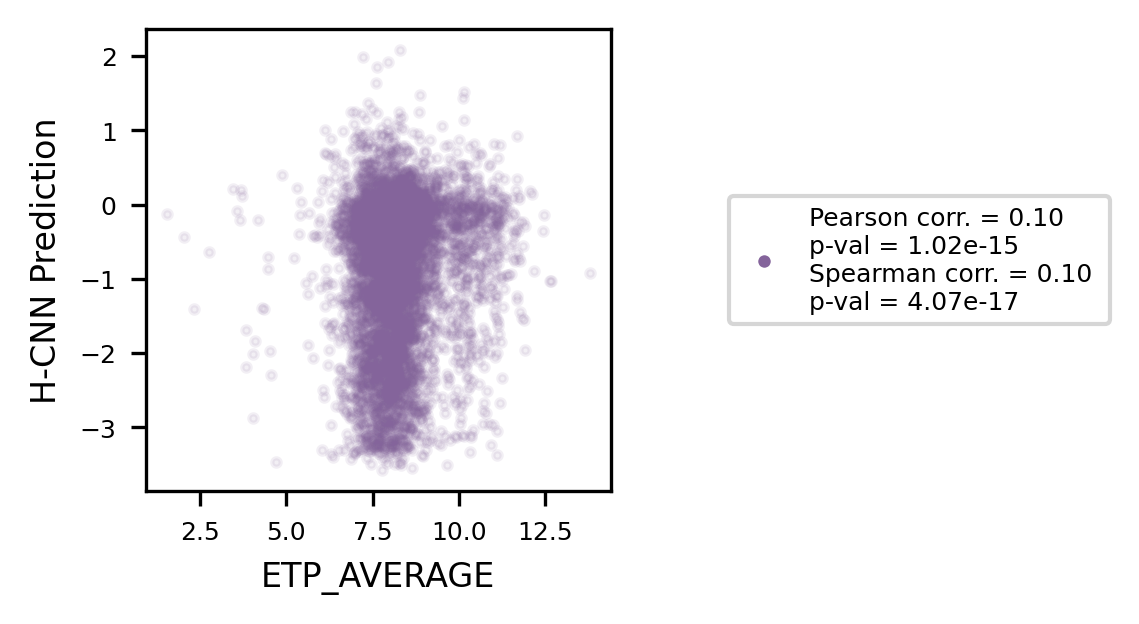 2
1
0
−1
−2
−3
H-CNN Prediction
2.5 5.0 7.5 10.0 12.5
ETP_AVERAGE
Pearson corr. = 0.10
p-val = 1.02e-15
Spearman corr. = 0.10
p-val = 4.07e-17